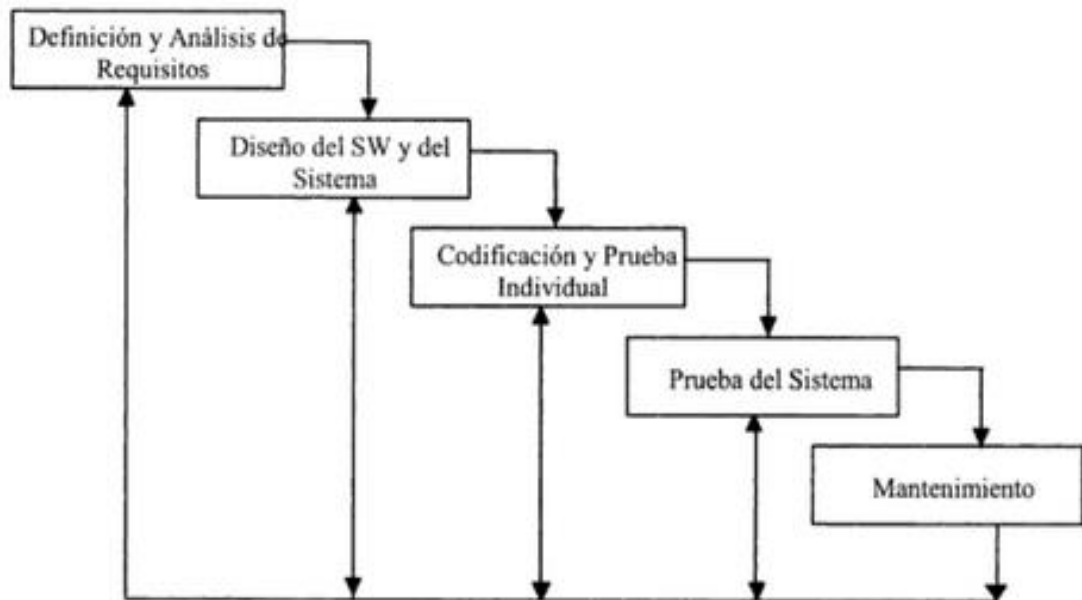 Definición y Análisis de
Requisitos
Diseño del SW y del
Sistema
Codificación y Prueba
Individual
Prueba del Sistema
Mantenimiento